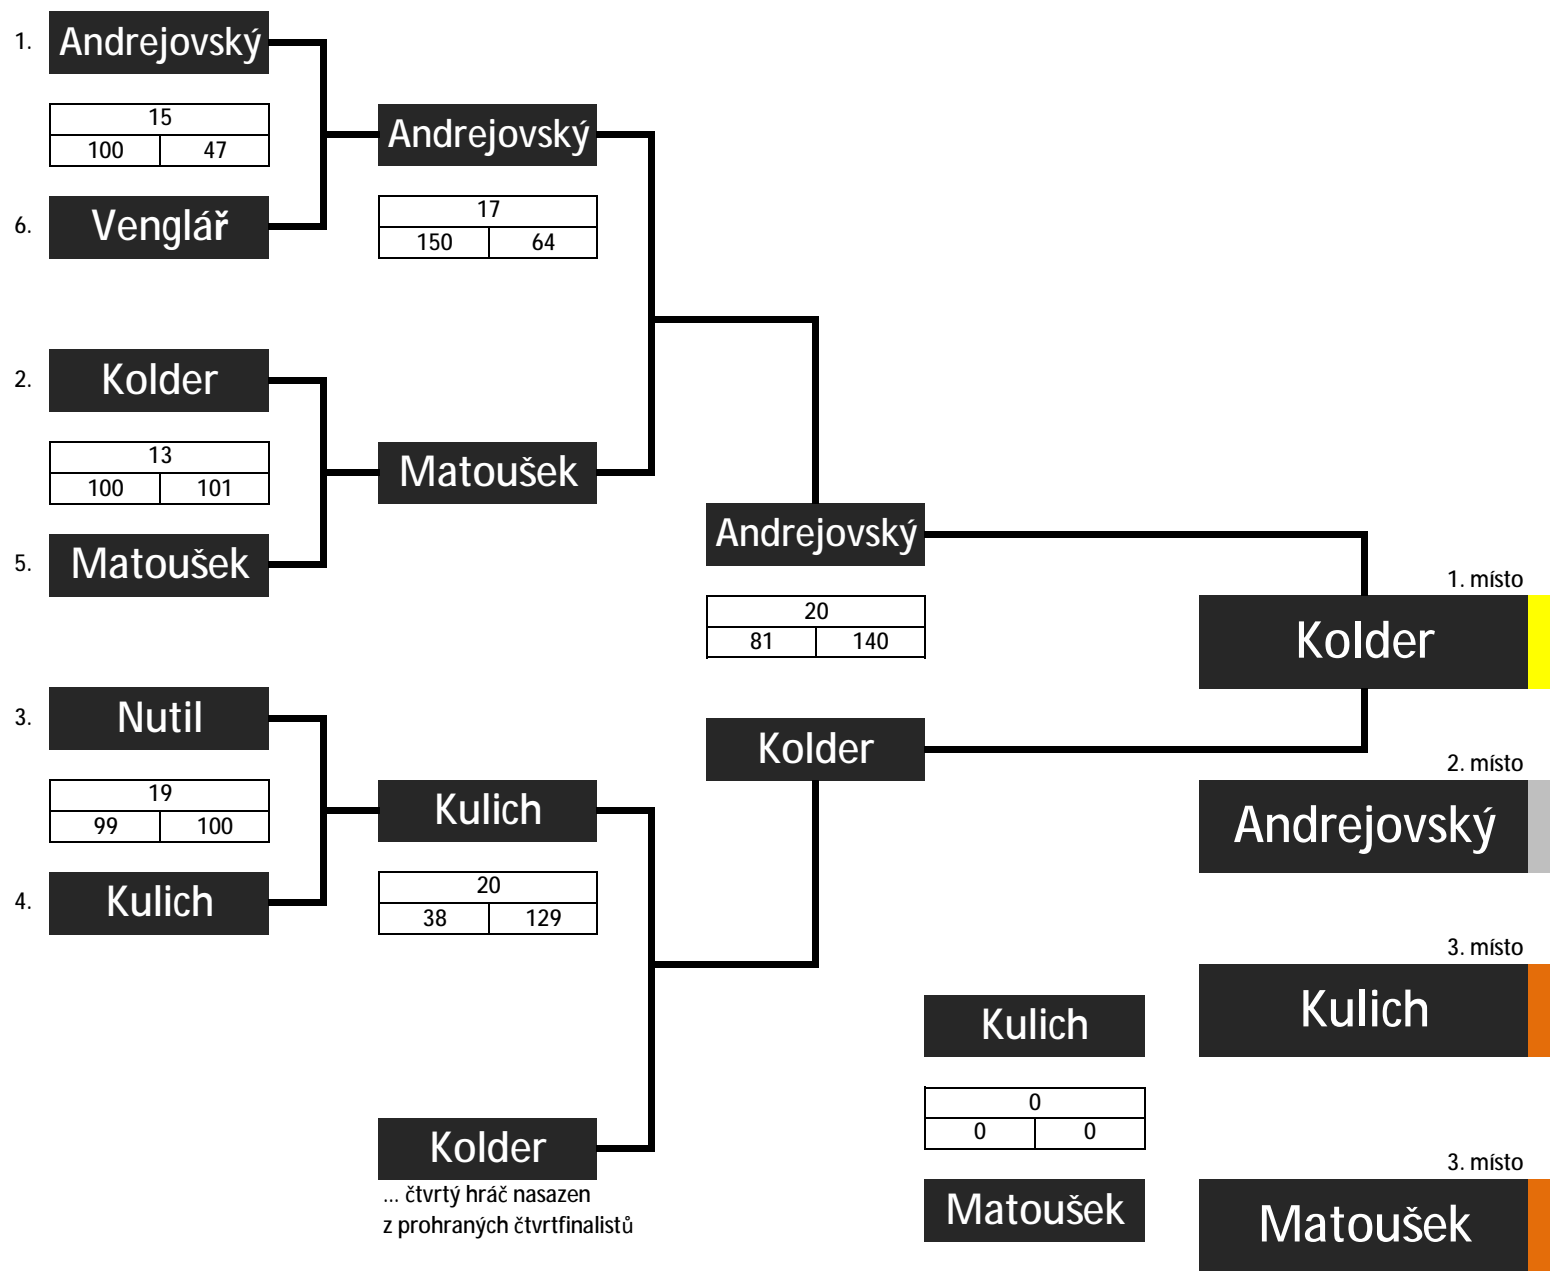 1. Andrejovský
15
100 47
6. Venglář
Andrejovský
17
150 64
2. Kolder
13
100 101
5. Matoušek
Matoušek
3. Nutil
19
99 100
4. Kulich
Kulich
20
38 129
Kolder
... čtvrtý hráč nasazen
z prohraných čtvrtfinalistů
Andrejovský
20
81 140
Kolder
Kulich
0
0 0
Matoušek
1. místo
Kolder
2. místo
Andrejovský
3. místo
Kulich
3. místo
Matoušek